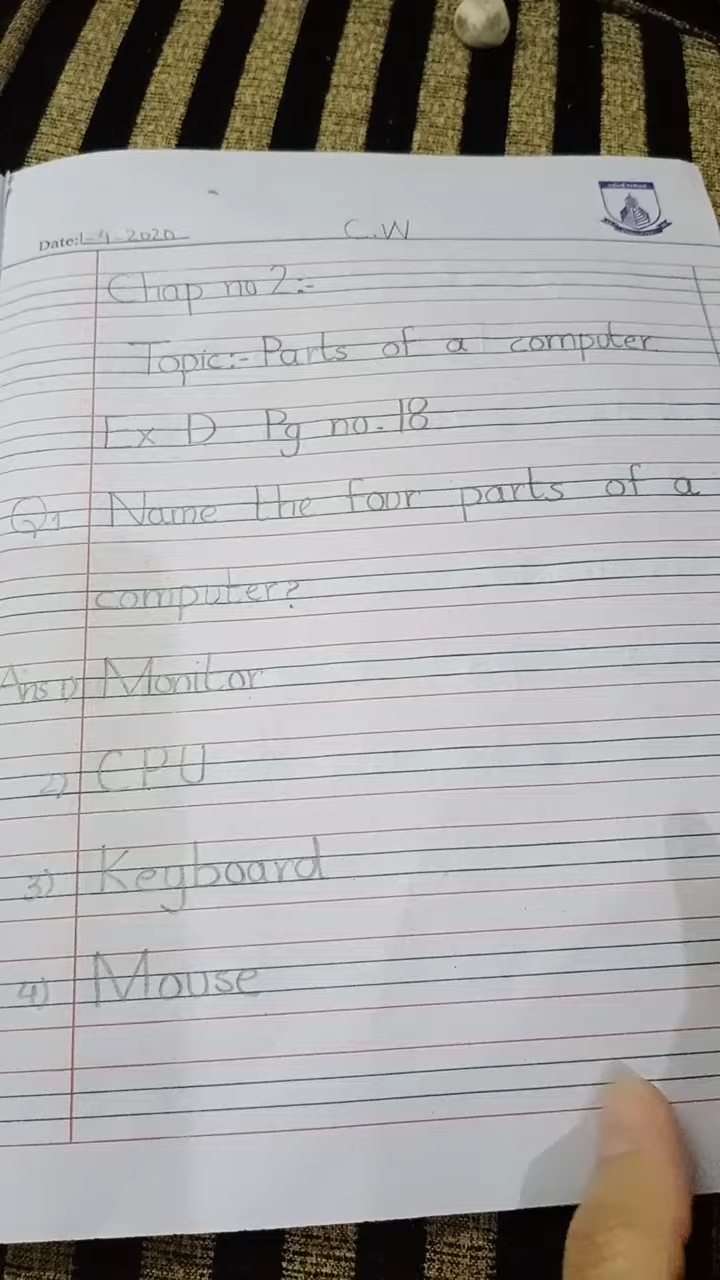 Date: 1-4-2020 C.W
Chap no 2:-
Topic:- Parts of a computer
Ex D Pg no. 18
Q1 Name the four parts of a
computer?
Ans 1) Monitor
2) CPU
3) Keyboard
4) Mouse